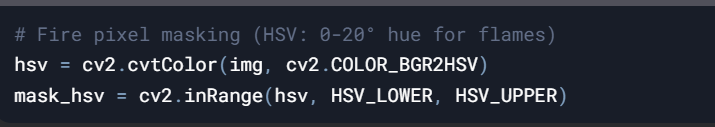 # Fire pixel masking (HSV: 0-20° hue for flames)
hsv = cv2.cvtColor(img, cv2.COLOR_BGR2HSV)
mask_hsv = cv2.inRange(hsv, HSV_LOWER, HSV_UPPER)